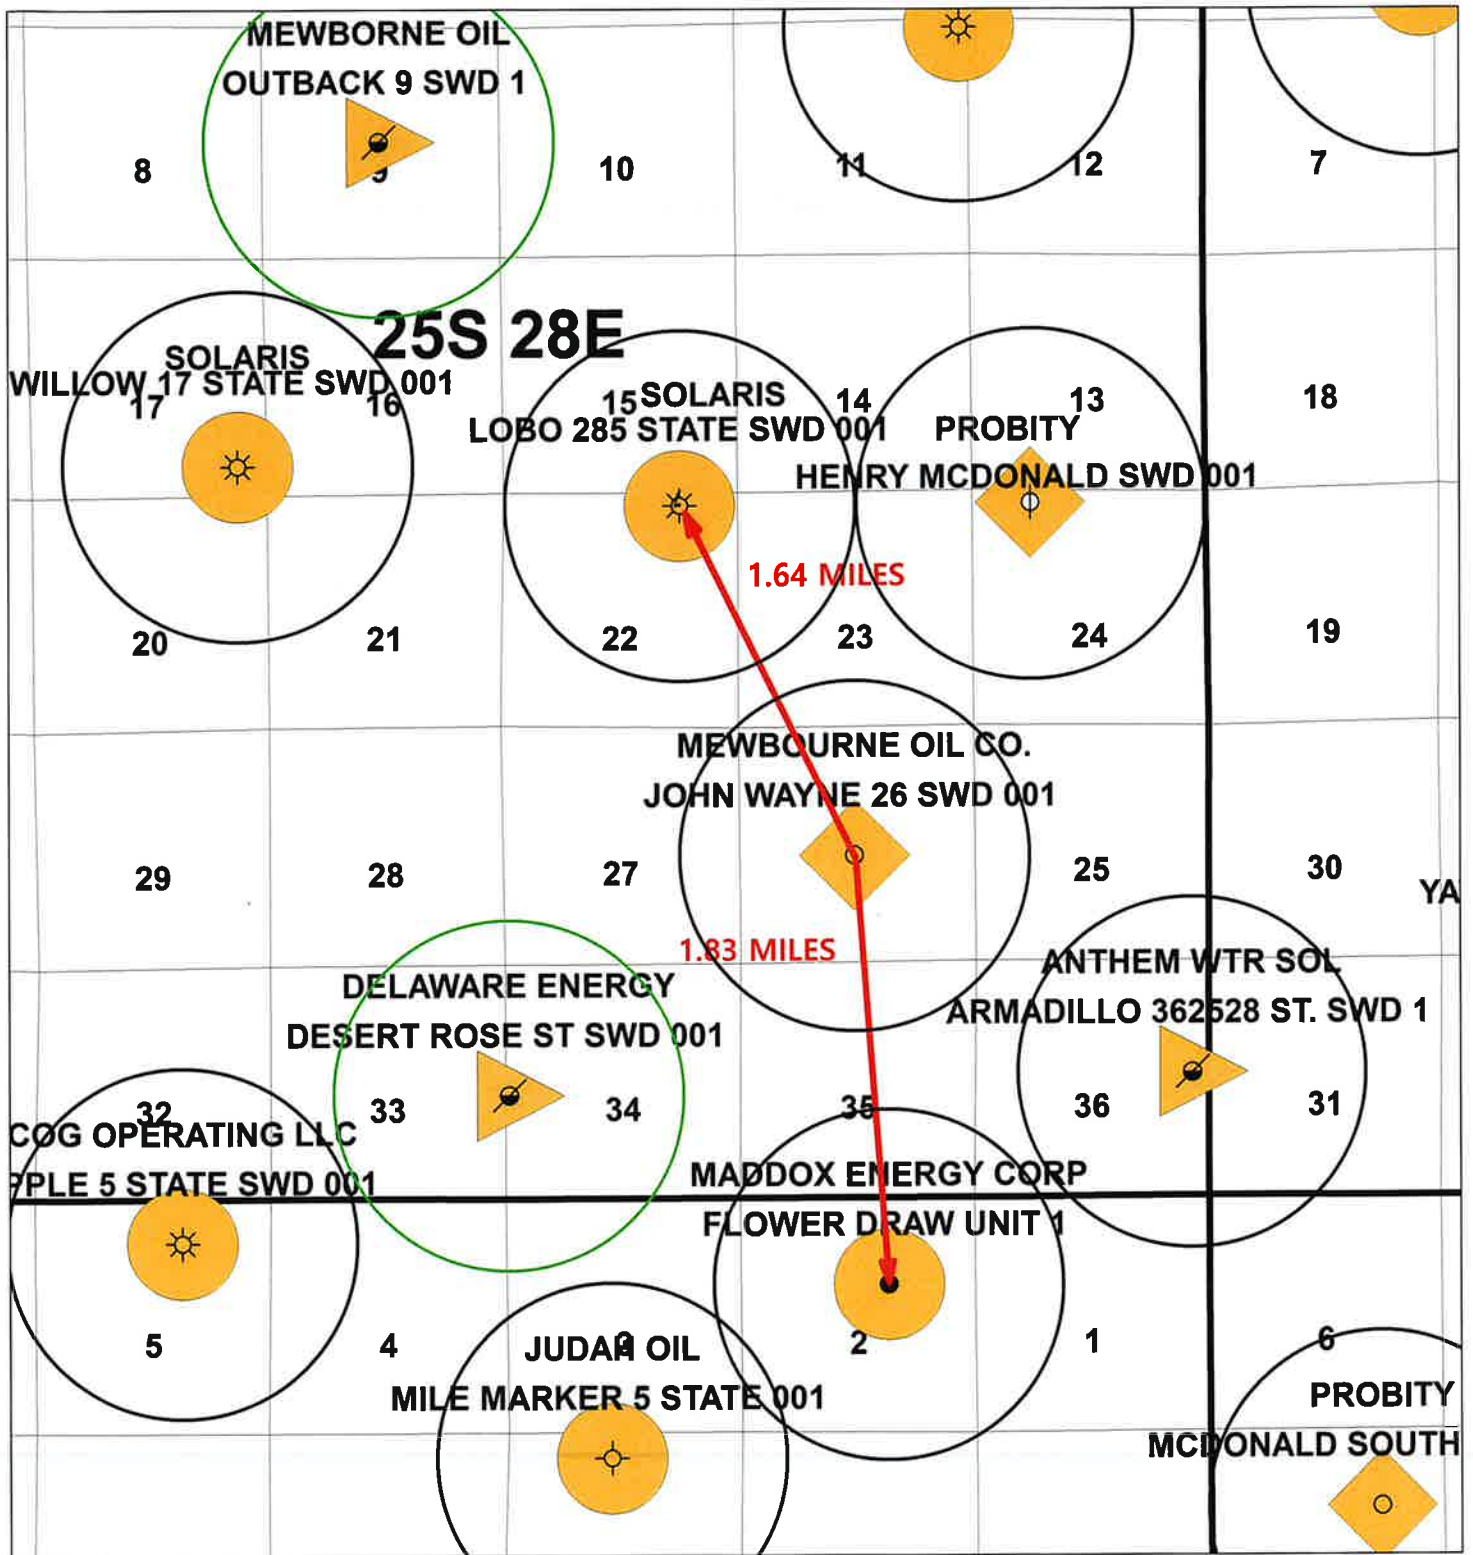 MEWBORNE OIL
OUTBACK 9 SWD 1
8
9
10
11
12
7
25S 28E
SOLARIS
WILLOW 17 STATE SWD 001
17
16
15
SOLARIS
LOBO 285 STATE SWD 001
14
13
18
PROBITY
HENRY MCDONALD SWD 001
1.64 MILES
20
21
22
23
24
19
MEWBOURNE OIL CO.
JOHN WAYNE 26 SWD 001
29
28
27
25
30
YA
1.83 MILES
DELAWARE ENERGY
DESERT ROSE ST SWD 001
ANTHEM WTR SOL
ARMADILLO 362528 ST. SWD 1
32
33
34
35
36
31
COG OPERATING LLC
PPLE 5 STATE SWD 001
MADDOX ENERGY CORP
FLOWER DRAW UNIT 1
5
4
3
2
1
6
JUDAH OIL
MILE MARKER 5 STATE 001
PROBITY
MCDONALD SOUTH